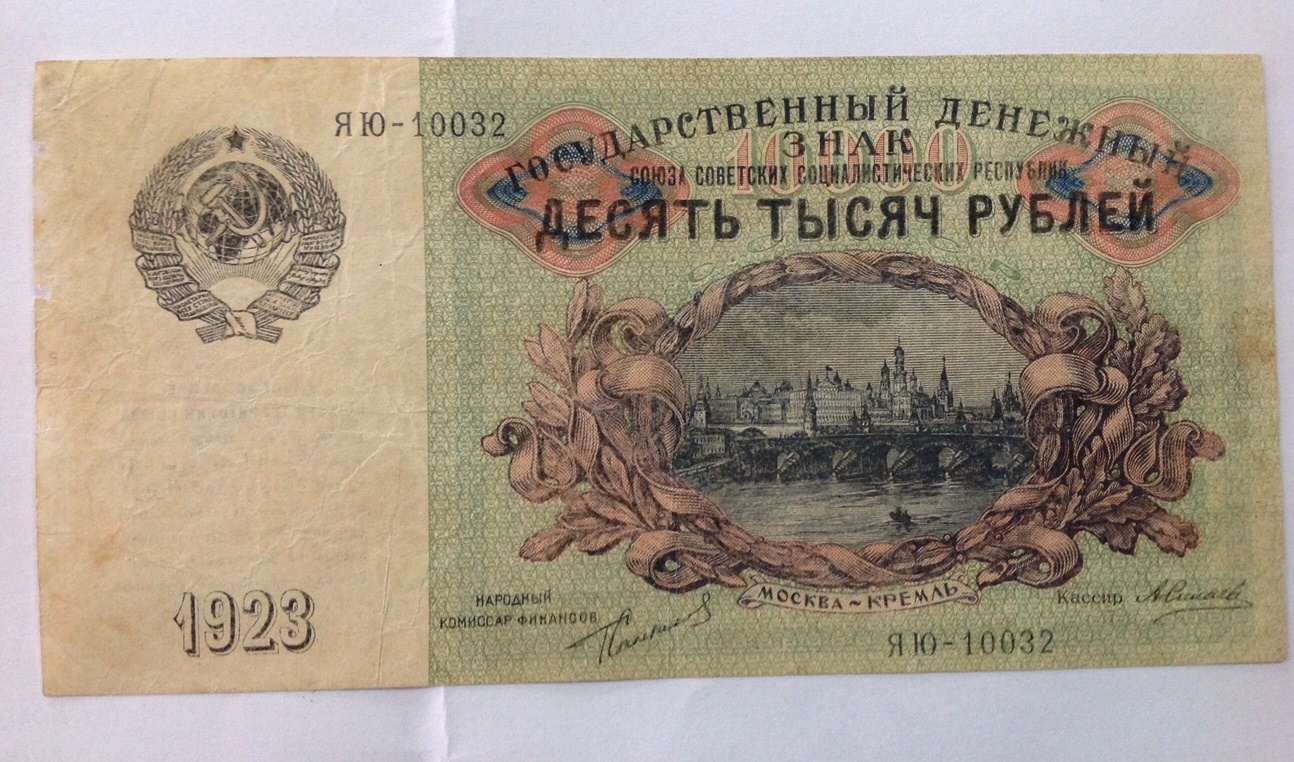 ЯЮ-10032
ГОСУДАРСТВЕННЫЙ ДЕНЕЖНЫЙ
ЗНАК
10000
СОЮЗА СОВЕТСКИХ СОЦИАЛИСТИЧЕСКИХ РЕСПУБЛИК
ДЕСЯТЬ ТЫСЯЧ РУБЛЕЙ
МОСКВА ~ КРЕМЛЬ
НАРОДНЫЙ
КОМИССАР ФИНАНСОВ
Кассир
1923
ЯЮ-10032